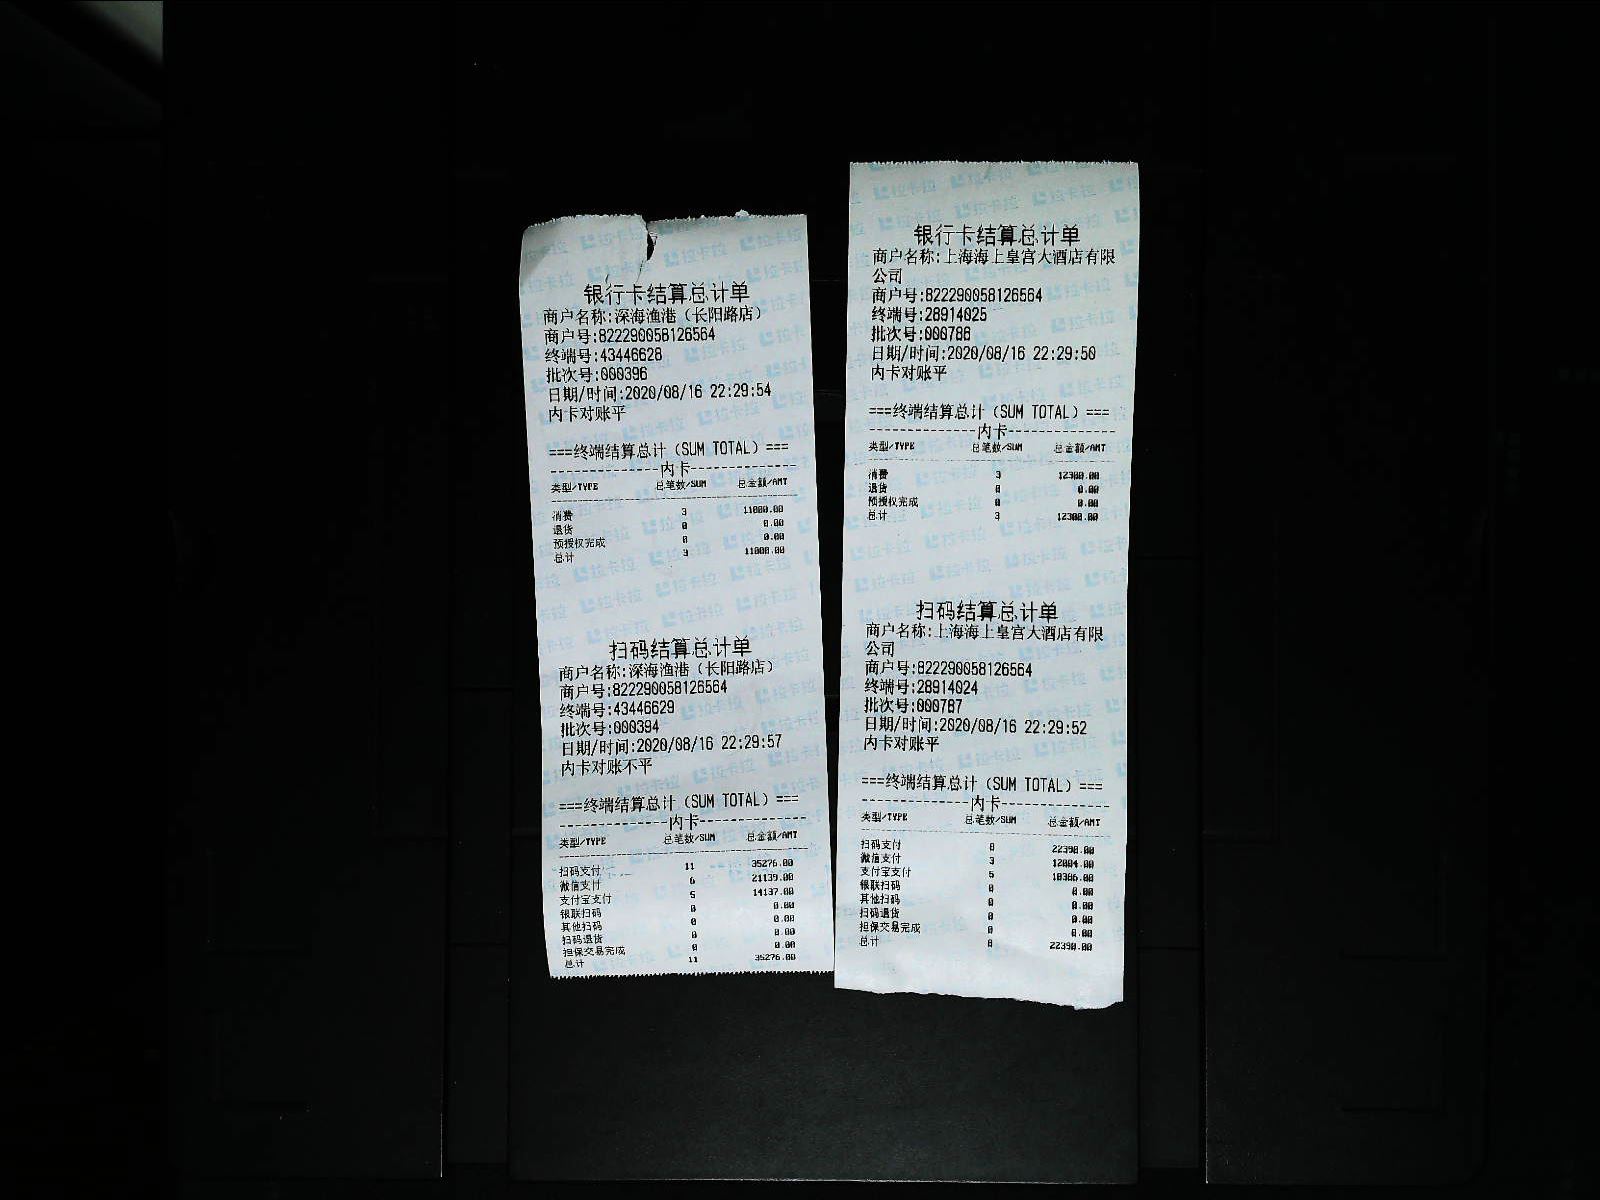 银行卡结算总计单
商户名称:深海渔港（长阳路店）
商户号:822290058126564
终端号:43446628
批次号:000396
日期/时间:2020/08/16 22:29:54
内卡对账平
===终端结算总计（SUM TOTAL）===
---------------内卡---------------
类型/TYPE 总笔数/SUM 总金额/AMT
消费 3 11000.00
退货 0 0.00
预授权完成 0 0.00
总计 3 11000.00
扫码结算总计单
商户名称:深海渔港（长阳路店）
商户号:822290058126564
终端号:43446629
批次号:000394
日期/时间:2020/08/16 22:29:57
内卡对账不平
===终端结算总计（SUM TOTAL）===
---------------内卡---------------
类型/TYPE 总笔数/SUM 总金额/AMT
扫码支付 11 35276.00
微信支付 6 21139.00
支付宝支付 5 14137.00
银联扫码 0 0.00
其他扫码 0 0.00
扫码退货 0 0.00
担保交易完成 0 0.00
总计 11 35276.00
银行卡结算总计单
商户名称:上海海上皇宫大酒店有限
公司
商户号:822290058126564
终端号:28914025
批次号:000786
日期/时间:2020/08/16 22:29:50
内卡对账平
===终端结算总计（SUM TOTAL）===
---------------内卡---------------
类型/TYPE 总笔数/SUM 总金额/AMT
消费 3 12300.00
退货 0 0.00
预授权完成 0 0.00
总计 3 12300.00
扫码结算总计单
商户名称:上海海上皇宫大酒店有限
公司
商户号:822290058126564
终端号:28914024
批次号:000787
日期/时间:2020/08/16 22:29:52
内卡对账平
===终端结算总计（SUM TOTAL）===
---------------内卡---------------
类型/TYPE 总笔数/SUM 总金额/AMT
扫码支付 8 22390.00
微信支付 3 12004.00
支付宝支付 5 10386.00
银联扫码 0 0.00
其他扫码 0 0.00
扫码退货 0 0.00
担保交易完成 0 0.00
总计 8 22390.00